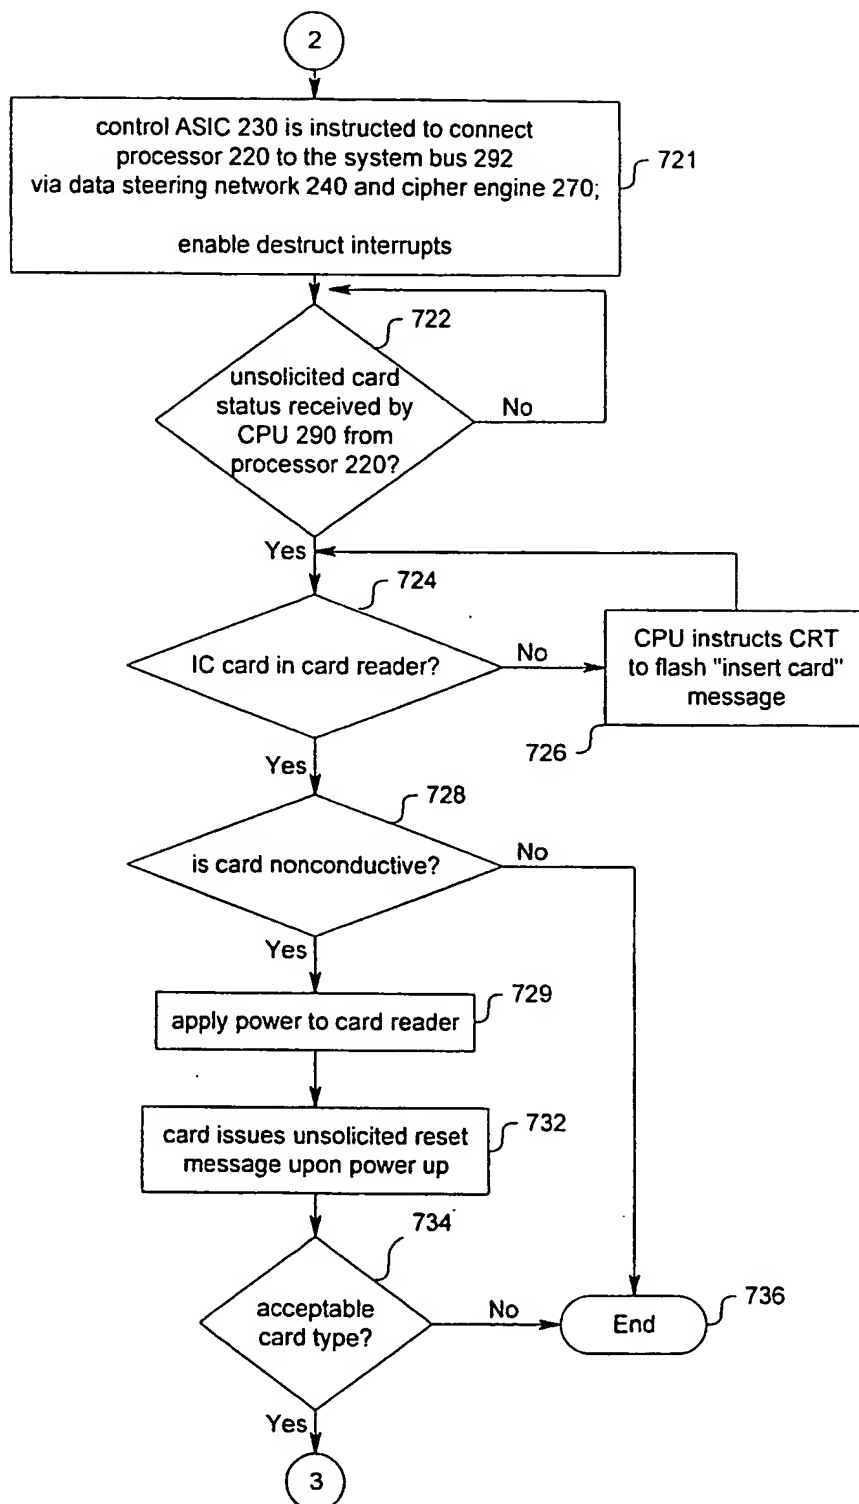 2
control ASIC 230 is instructed to connect
processor 220 to the system bus 292
via data steering network 240 and cipher engine 270;
enable destruct interrupts
721
722
unsolicited card
status received by
CPU 290 from
processor 220?
No
Yes
724
IC card in card reader?
No
CPU instructs CRT
to flash "insert card"
message
726
Yes
728
is card nonconductive?
No
Yes
729
apply power to card reader
732
card issues unsolicited reset
message upon power up
734
acceptable
card type?
No
End
736
Yes
3